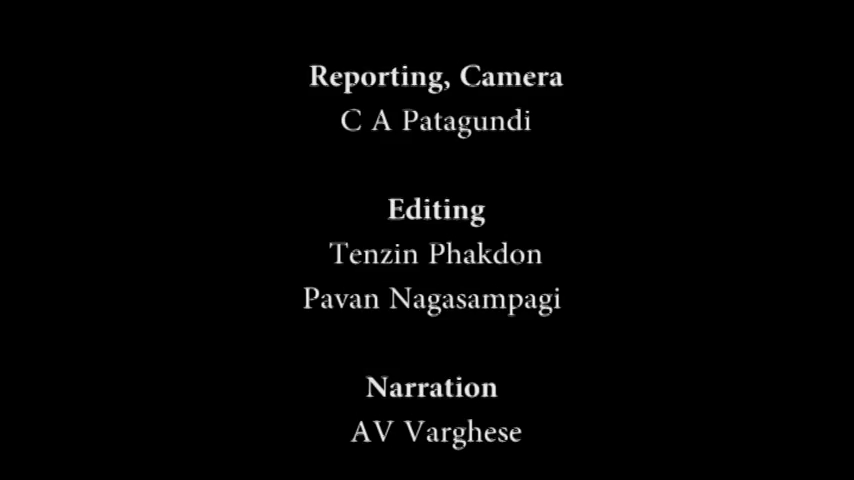 Reporting, Camera
C A Patagundi
Editing
Tenzin Phakdon
Pavan Nagasampagi
Narration
AV Varghese